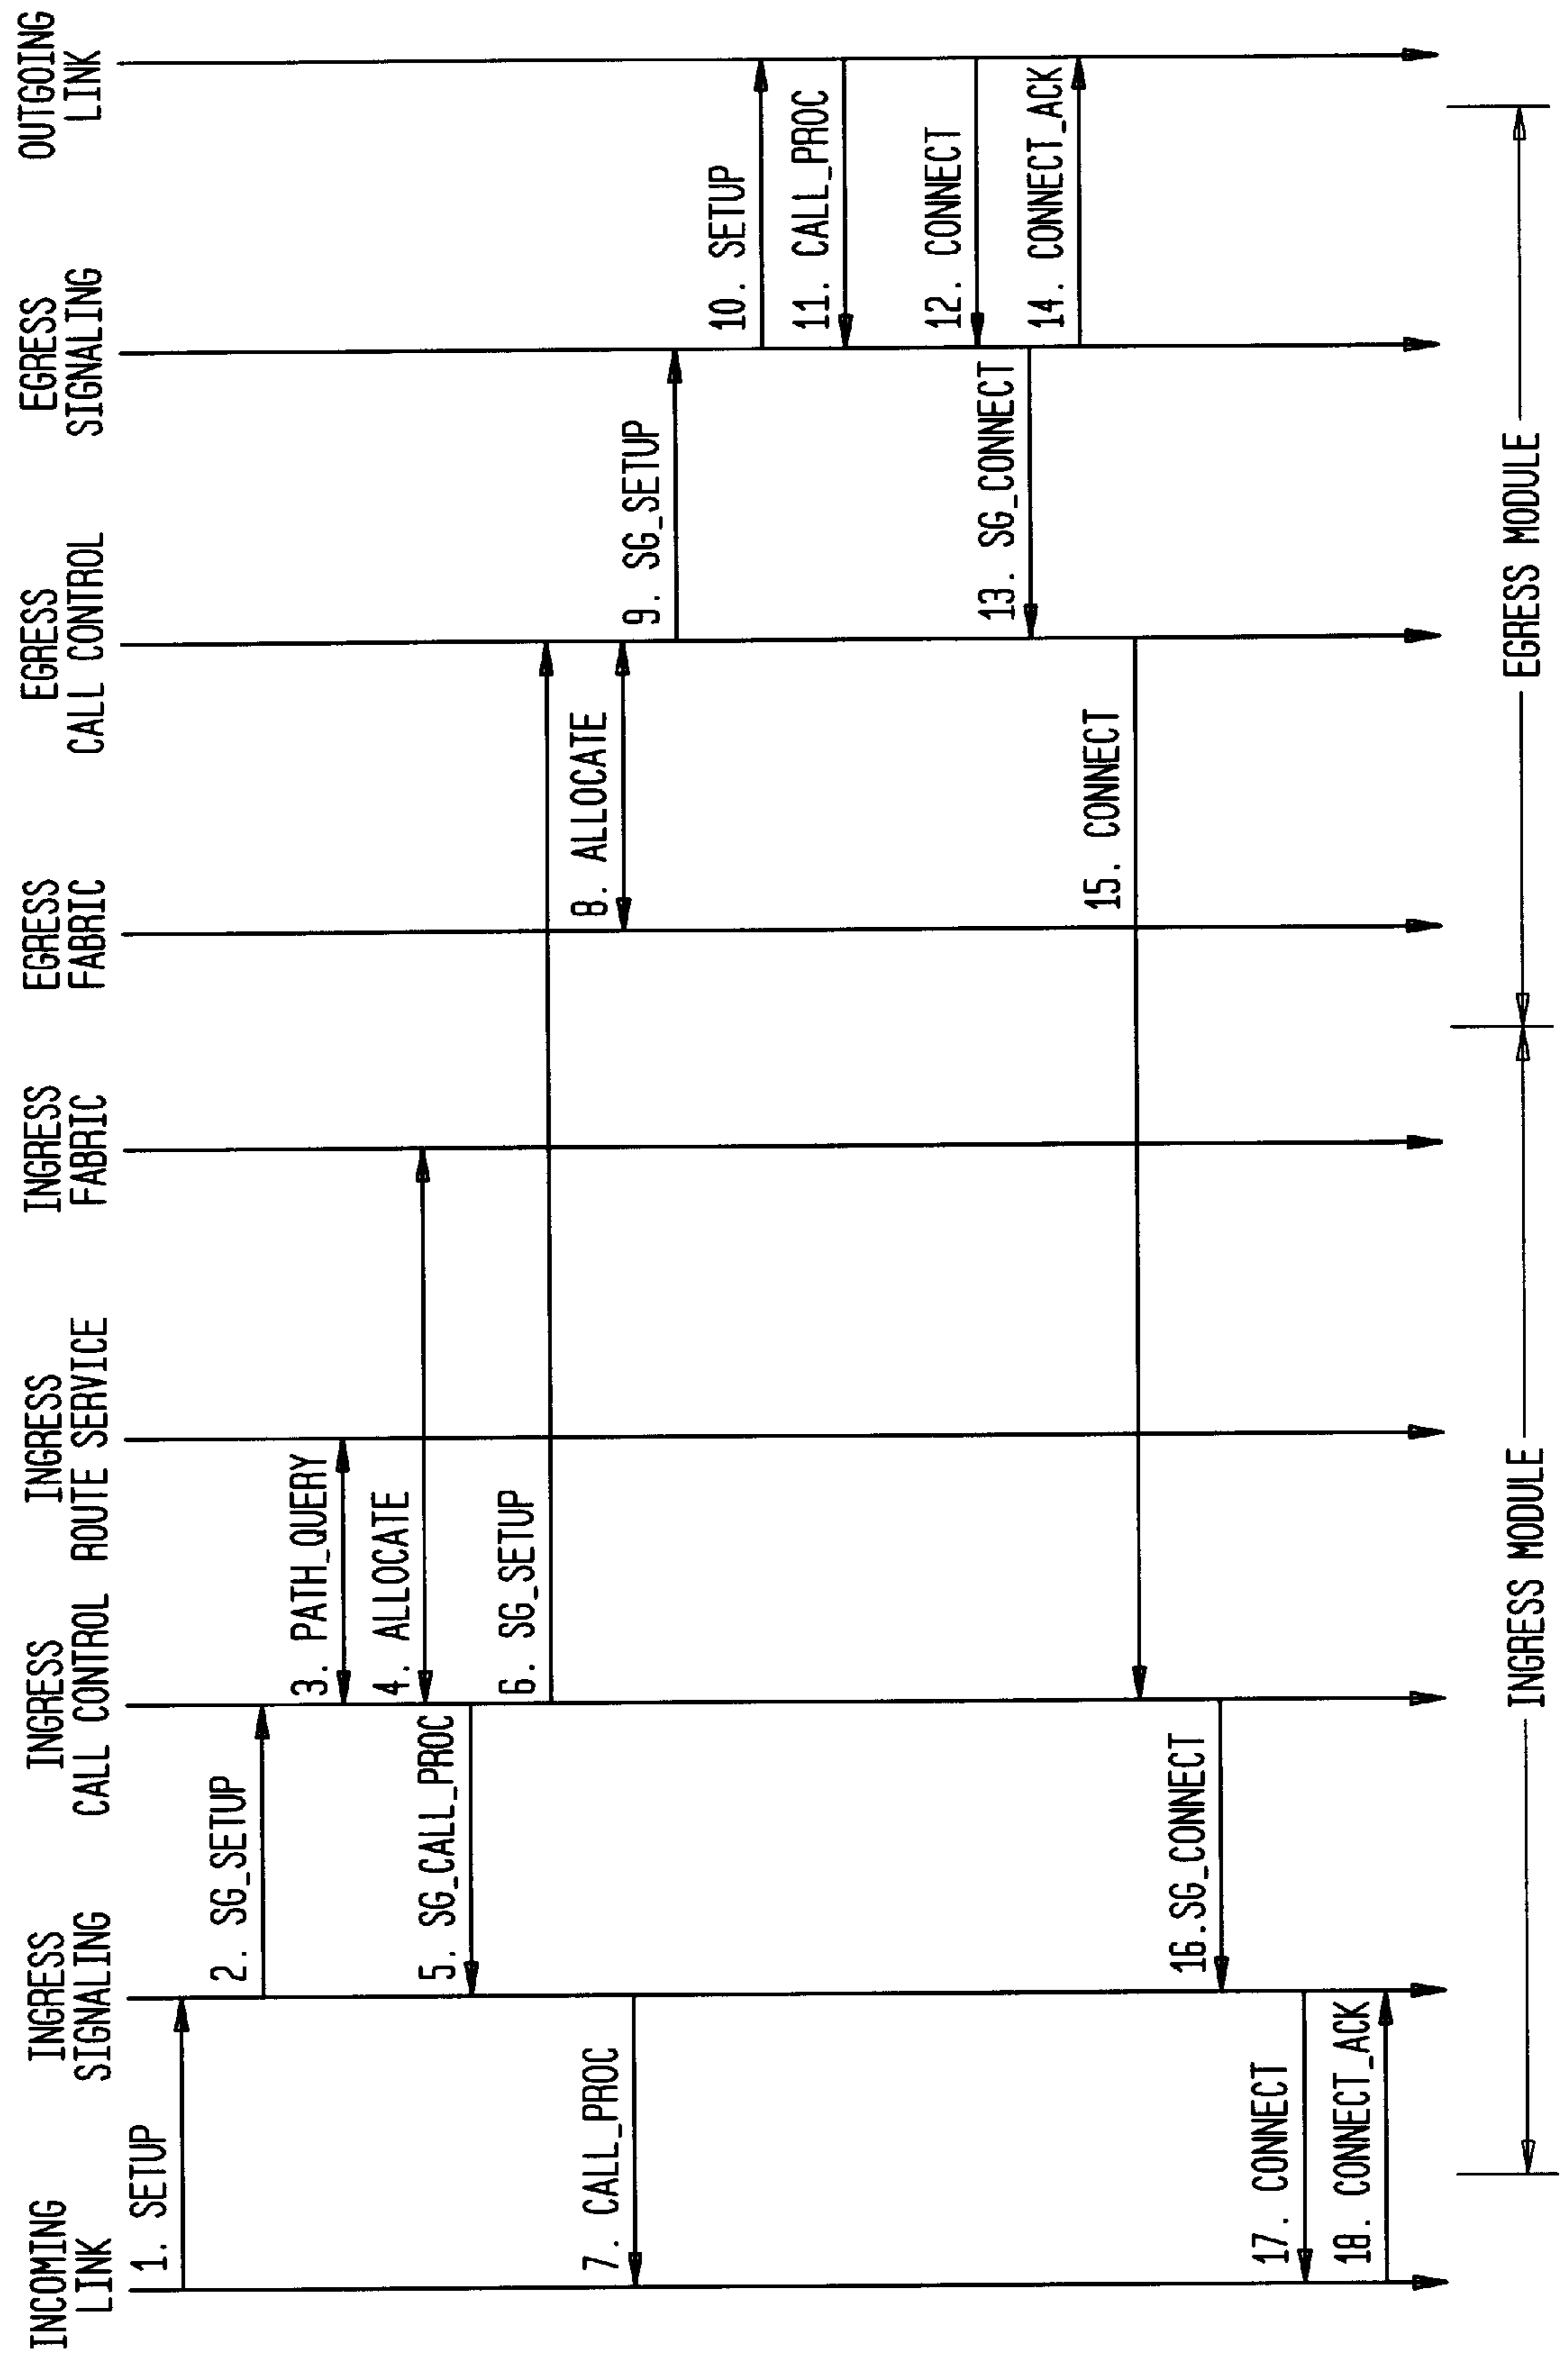 INCOMING
LINK
INGRESS
SIGNALING
INGRESS
CALL CONTROL
INGRESS
ROUTE SERVICE
INGRESS
FABRIC
EGRESS
FABRIC
EGRESS
CALL CONTROL
EGRESS
SIGNALING
OUTGOING
LINK
1. SETUP
2. SG_SETUP
3. PATH_QUERY
4. ALLOCATE
5. SG_CALL_PROC
6. SG_SETUP
7. CALL_PROC
8. ALLOCATE
9. SG_SETUP
10. SETUP
11. CALL_PROC
12. CONNECT
13. SG_CONNECT
14. CONNECT_ACK
15. CONNECT
16.SG_CONNECT
17. CONNECT
18. CONNECT_ACK
INGRESS MODULE
EGRESS MODULE